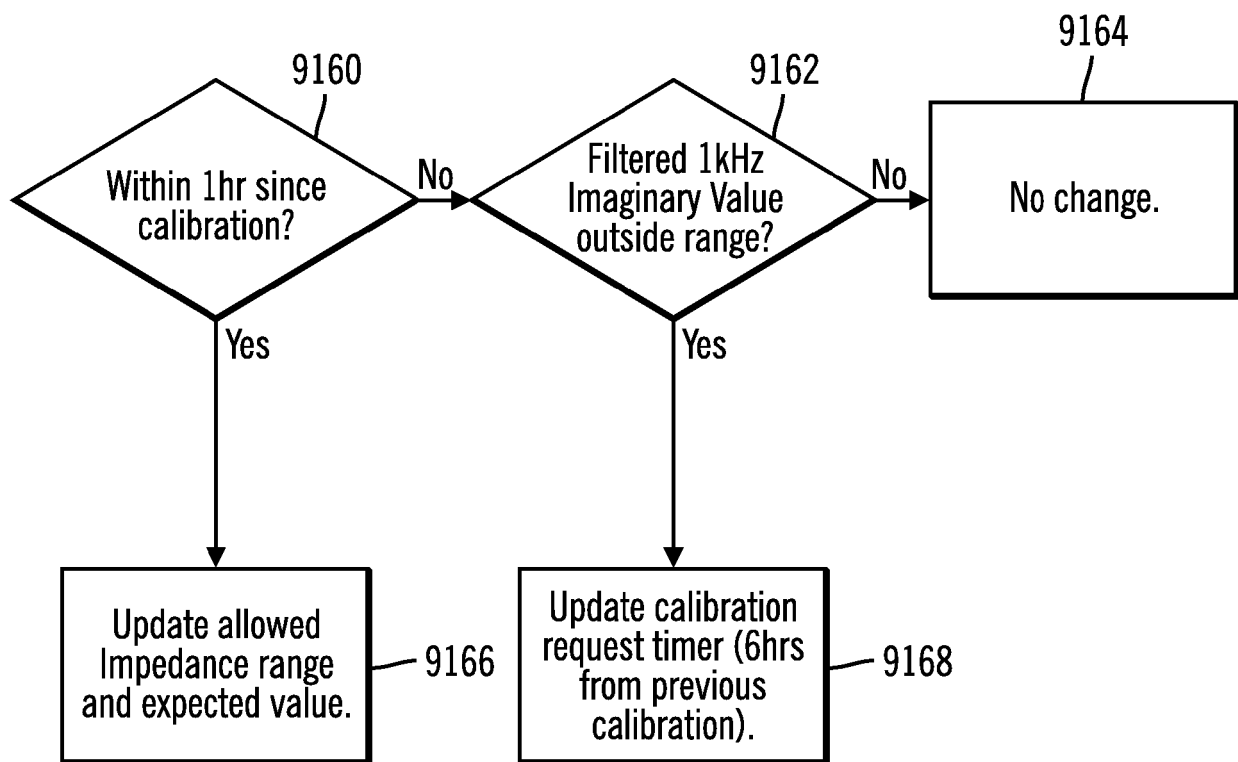 9160
Within 1hr since
calibration?
No
Yes
9162
Filtered 1kHz
Imaginary Value
outside range?
No
Yes
9164
No change.
Update allowed
Impedance range
and expected value.
9166
Update calibration
request timer (6hrs
from previous
calibration).
9168